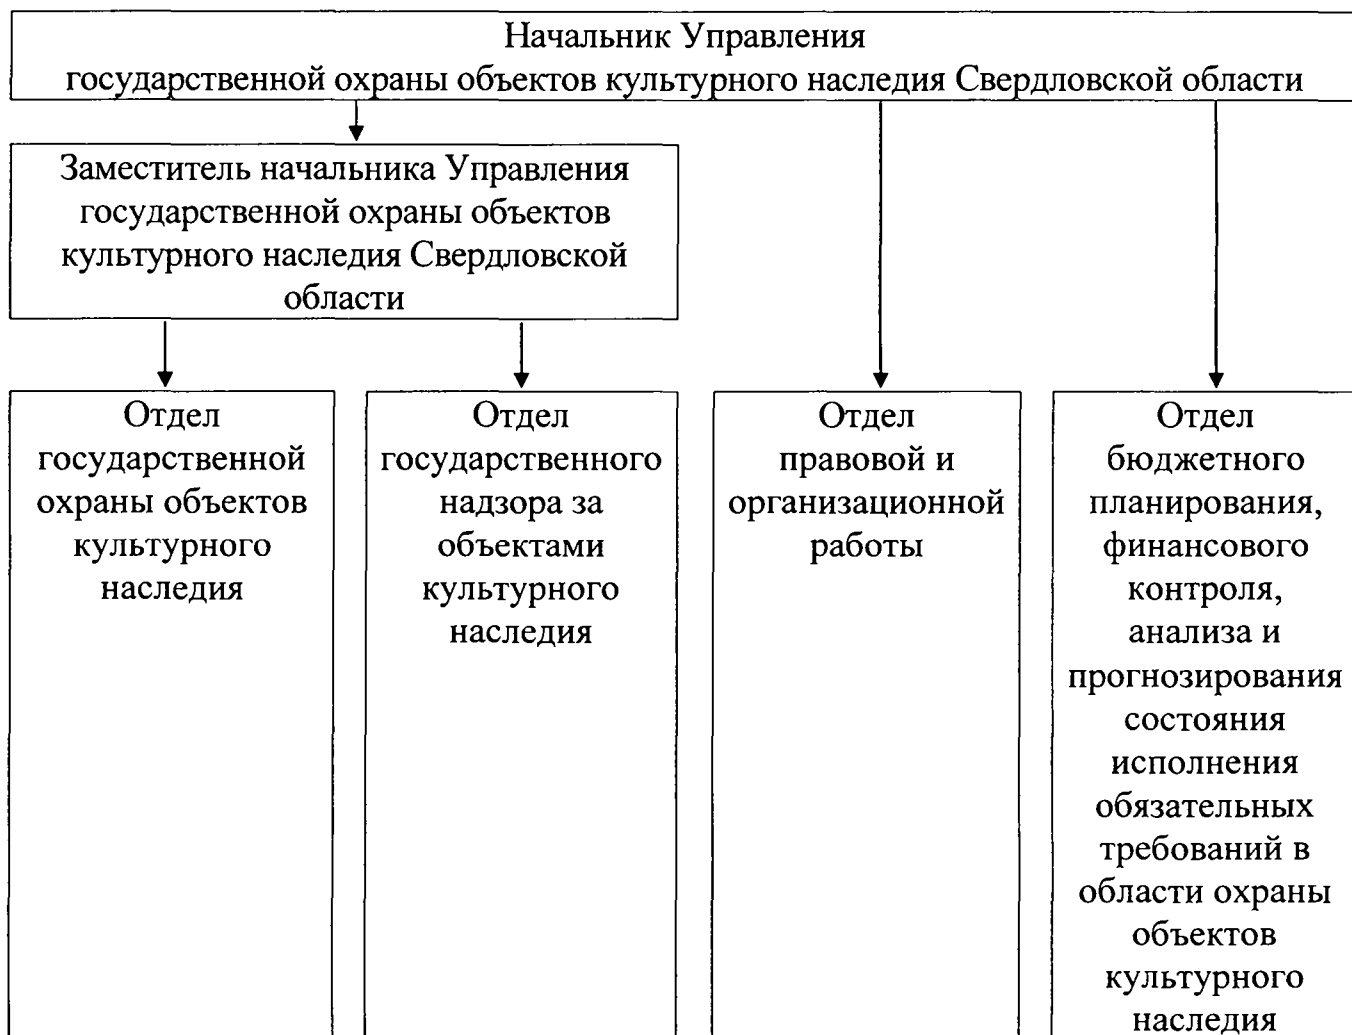 Начальник Управления
государственной охраны объектов культурного наследия Свердловской области
Заместитель начальника Управления
государственной охраны объектов
культурного наследия Свердловской
области
Отдел
государственной
охраны объектов
культурного
наследия
Отдел
государственного
надзора за
объектами
культурного
наследия
Отдел
правовой и
организационной
работы
Отдел
бюджетного
планирования,
финансового
контроля,
анализа и
прогнозирования
состояния
исполнения
обязательных
требований в
области охраны
объектов
культурного
наследия